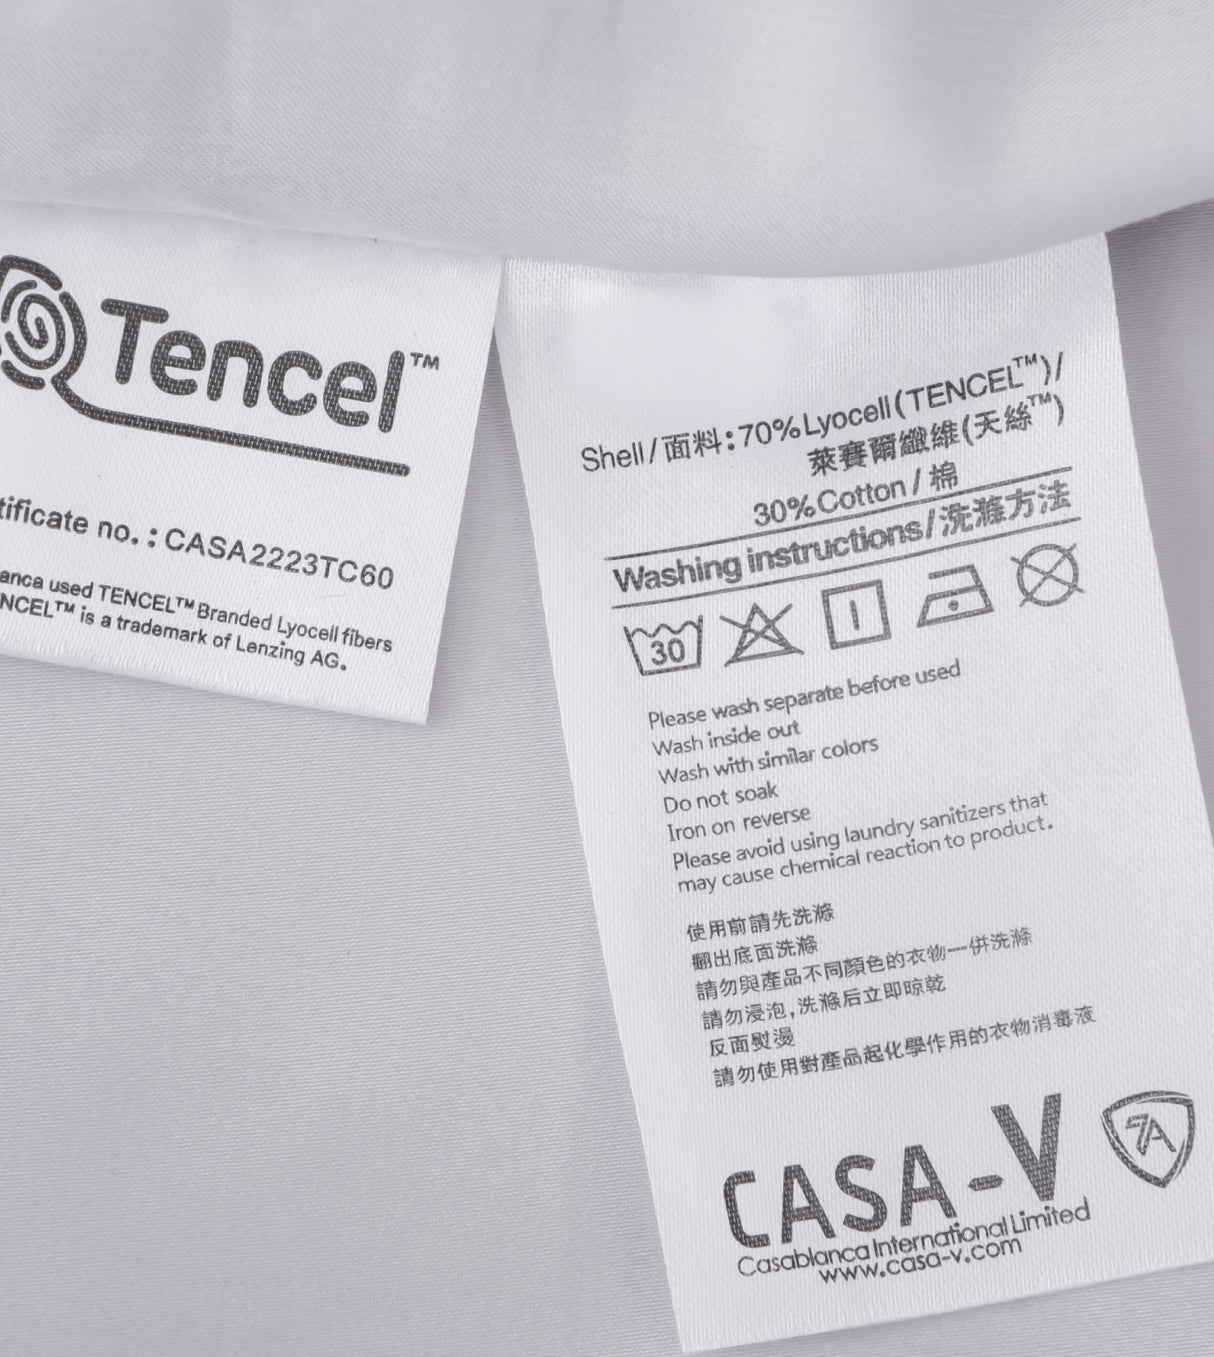 Tencel™
tificate no.: CASA2223TC60
anca used TENCEL™ Branded Lyocell fibers
NCEL™ is a trademark of Lenzing AG.
Shell/面料:70%Lyocell(TENCEL™)/
萊賽爾纖維(天絲™)
30%Cotton/棉
Washing instructions/洗滌方法
30
Please wash separate before used
Wash inside out
Wash with similar colors
Do not soak
Iron on reverse
Please avoid using laundry sanitizers that
may cause chemical reaction to product.
使用前請先洗滌
翻出底面洗滌
請勿與產品不同顏色的衣物一併洗滌
請勿浸泡,洗滌后立即晾乾
反面熨燙
請勿使用對產品起化學作用的衣物消毒液
CASA-V
Casablanca International Limited
www.casa-v.com